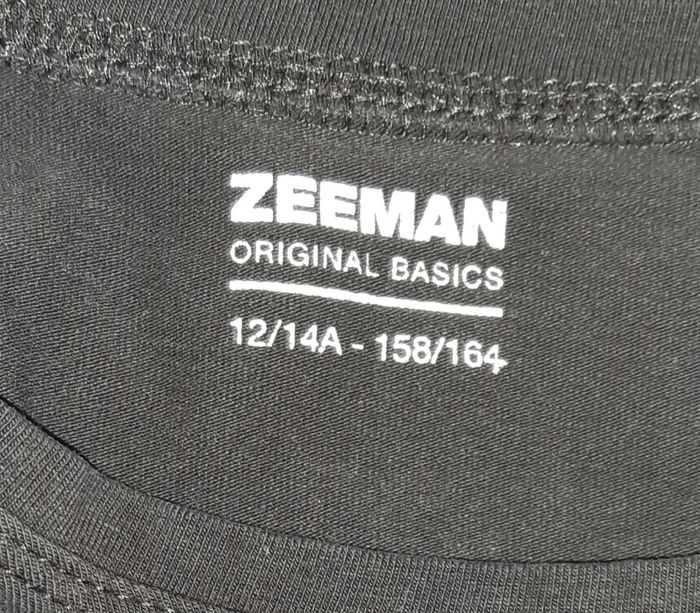 ZEEMAN
ORIGINAL BASICS
12/14A - 158/164